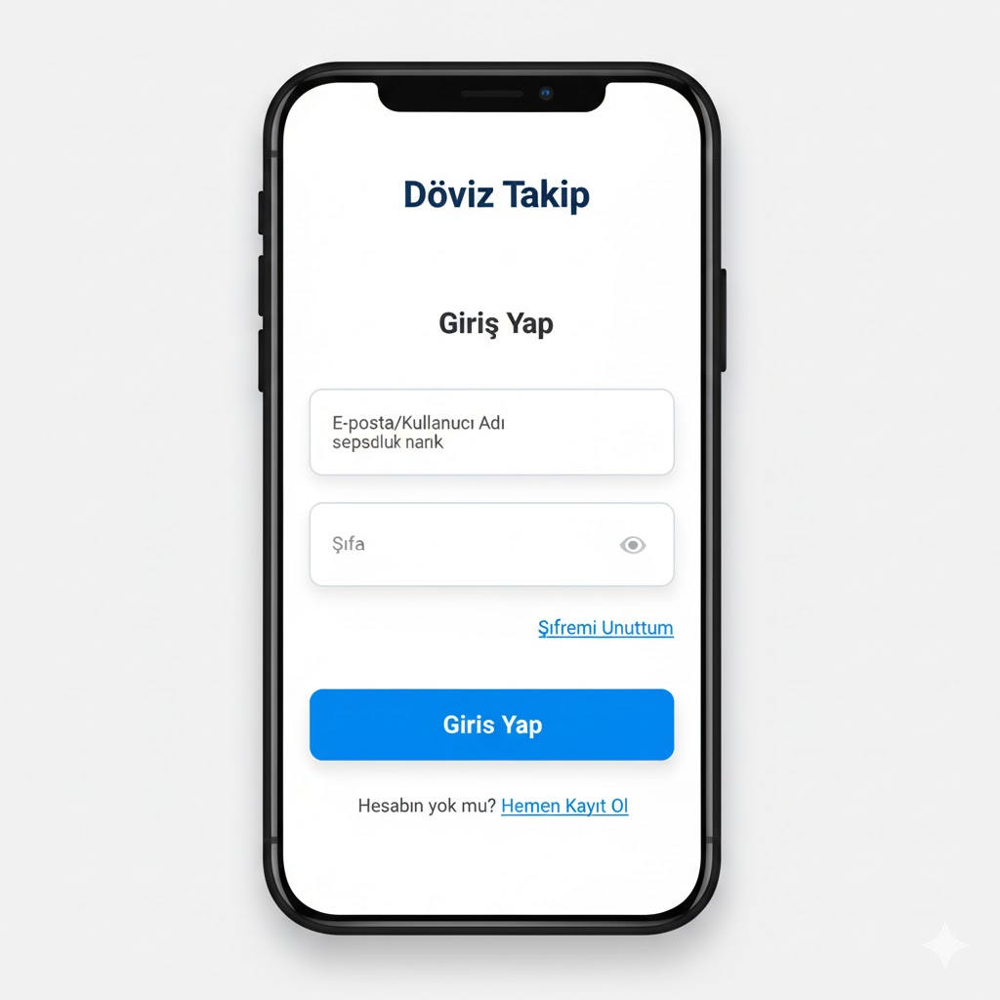 Döviz Takip
Giriş Yap
E-posta/Kullanucı Adı
sepsdluk narık
Şıfa
Şıfremi Unuttum
Giris Yap
Hesabın yok mu? Hemen Kayıt Ol